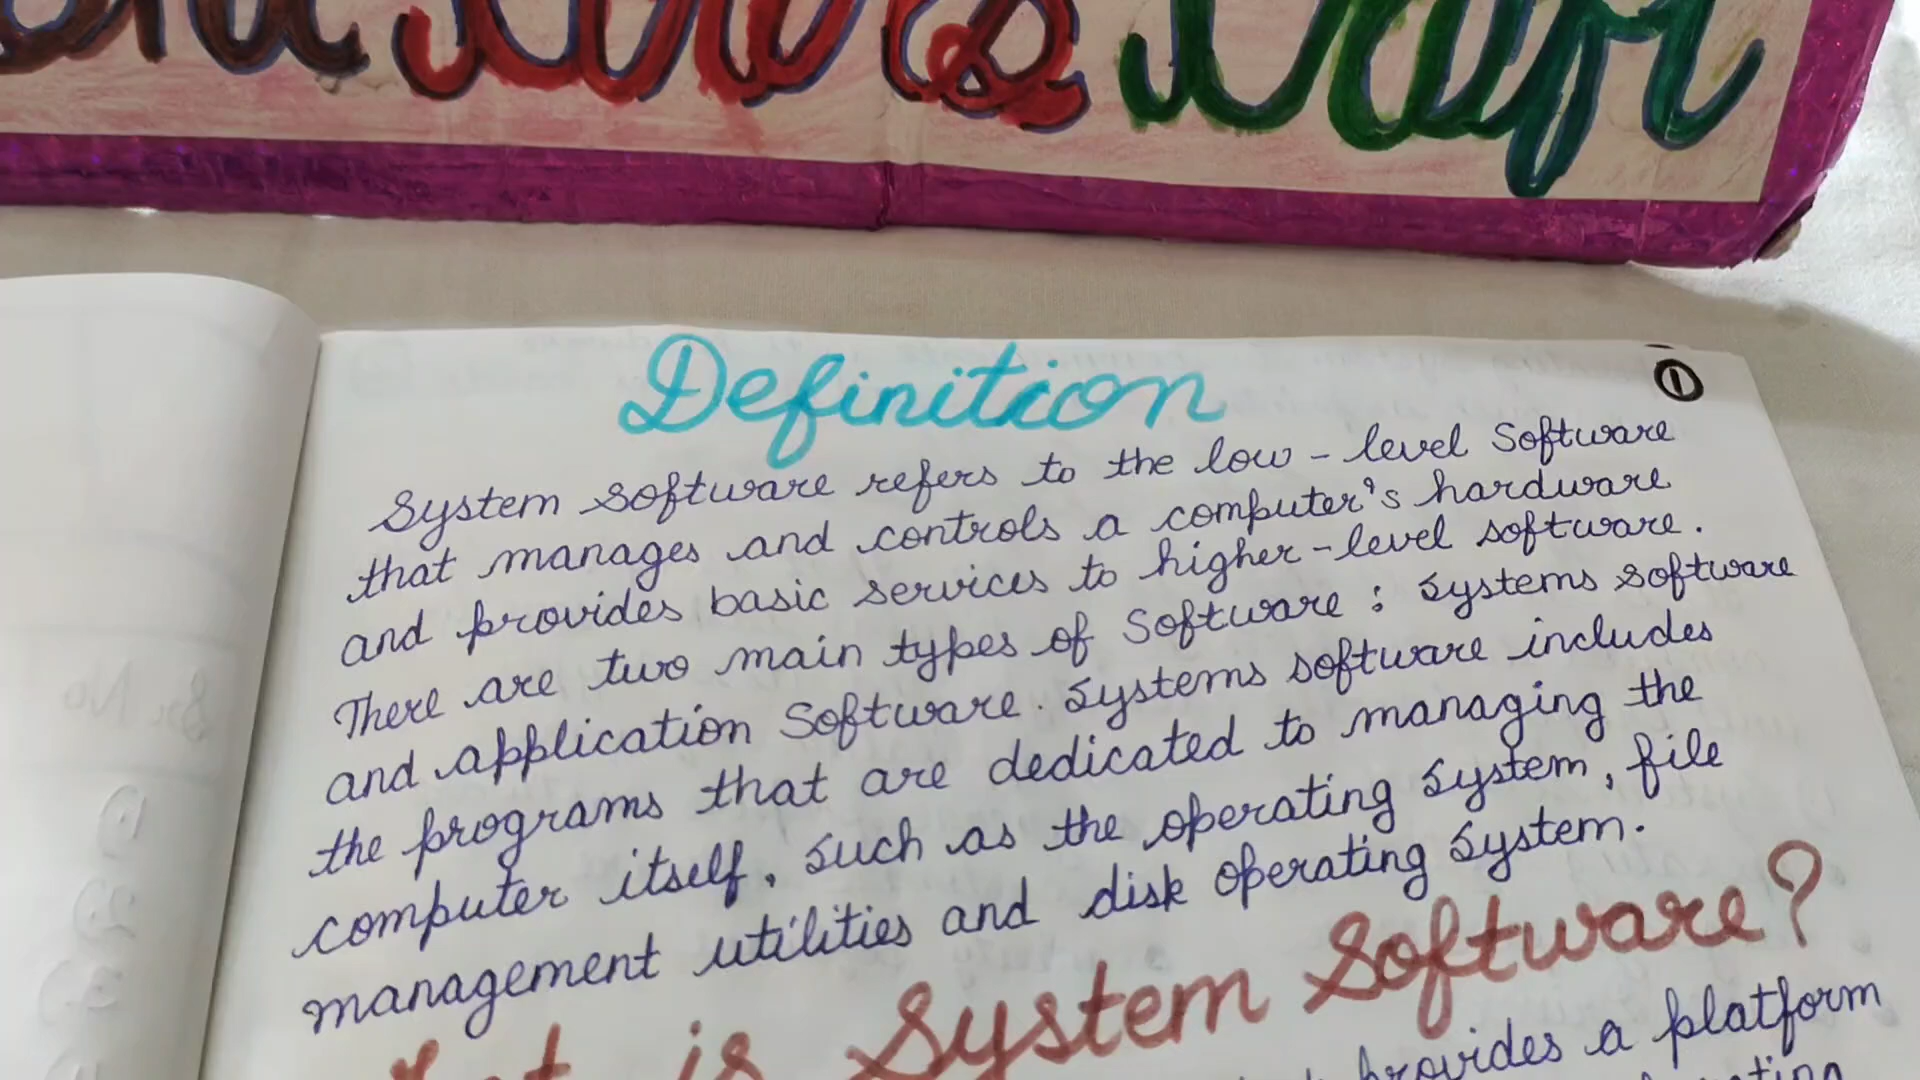 Definition
①
System software refers to the low-level Software
that manages and controls a computer's hardware
and provides basic services to higher-level software.
There are two main types of Software : Systems software
and application Software. Systems software includes
the programs that are dedicated to managing the
computer itself, such as the operating system, file
management utilities and disk operating system.
is System Software?
provides a platform